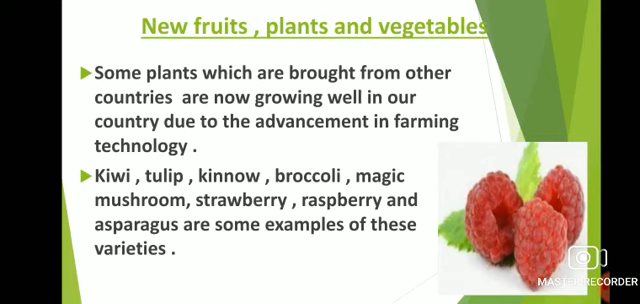 New fruits , plants and vegetables
Some plants which are brought from other
countries are now growing well in our
country due to the advancement in farming
technology .
Kiwi , tulip , kinnow , broccoli , magic
mushroom, strawberry , raspberry and
asparagus are some examples of these
varieties .
MASTER RECORDER